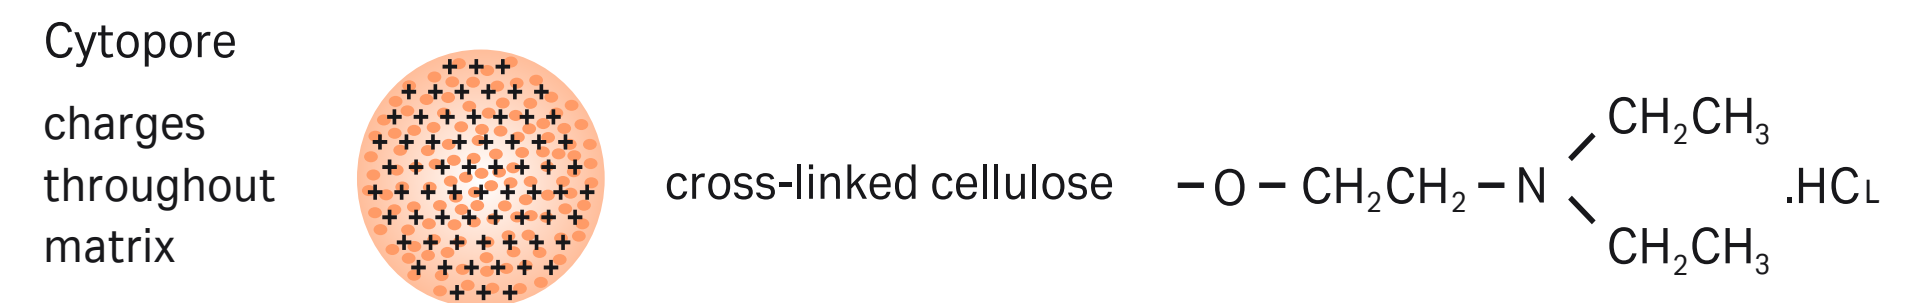 Cytopore
charges
throughout
matrix
+ + +
+ + + + + +
+ + + + + + +
+ + + + + + + +
+ + + + + + + +
+ + + + + + + + +
+ + + + + + + +
+ + + + + + +
+ + + + + +
+ + +
cross-linked cellulose
CH₂CH₃
–O–CH₂CH₂–N .HCL
CH₂CH₃